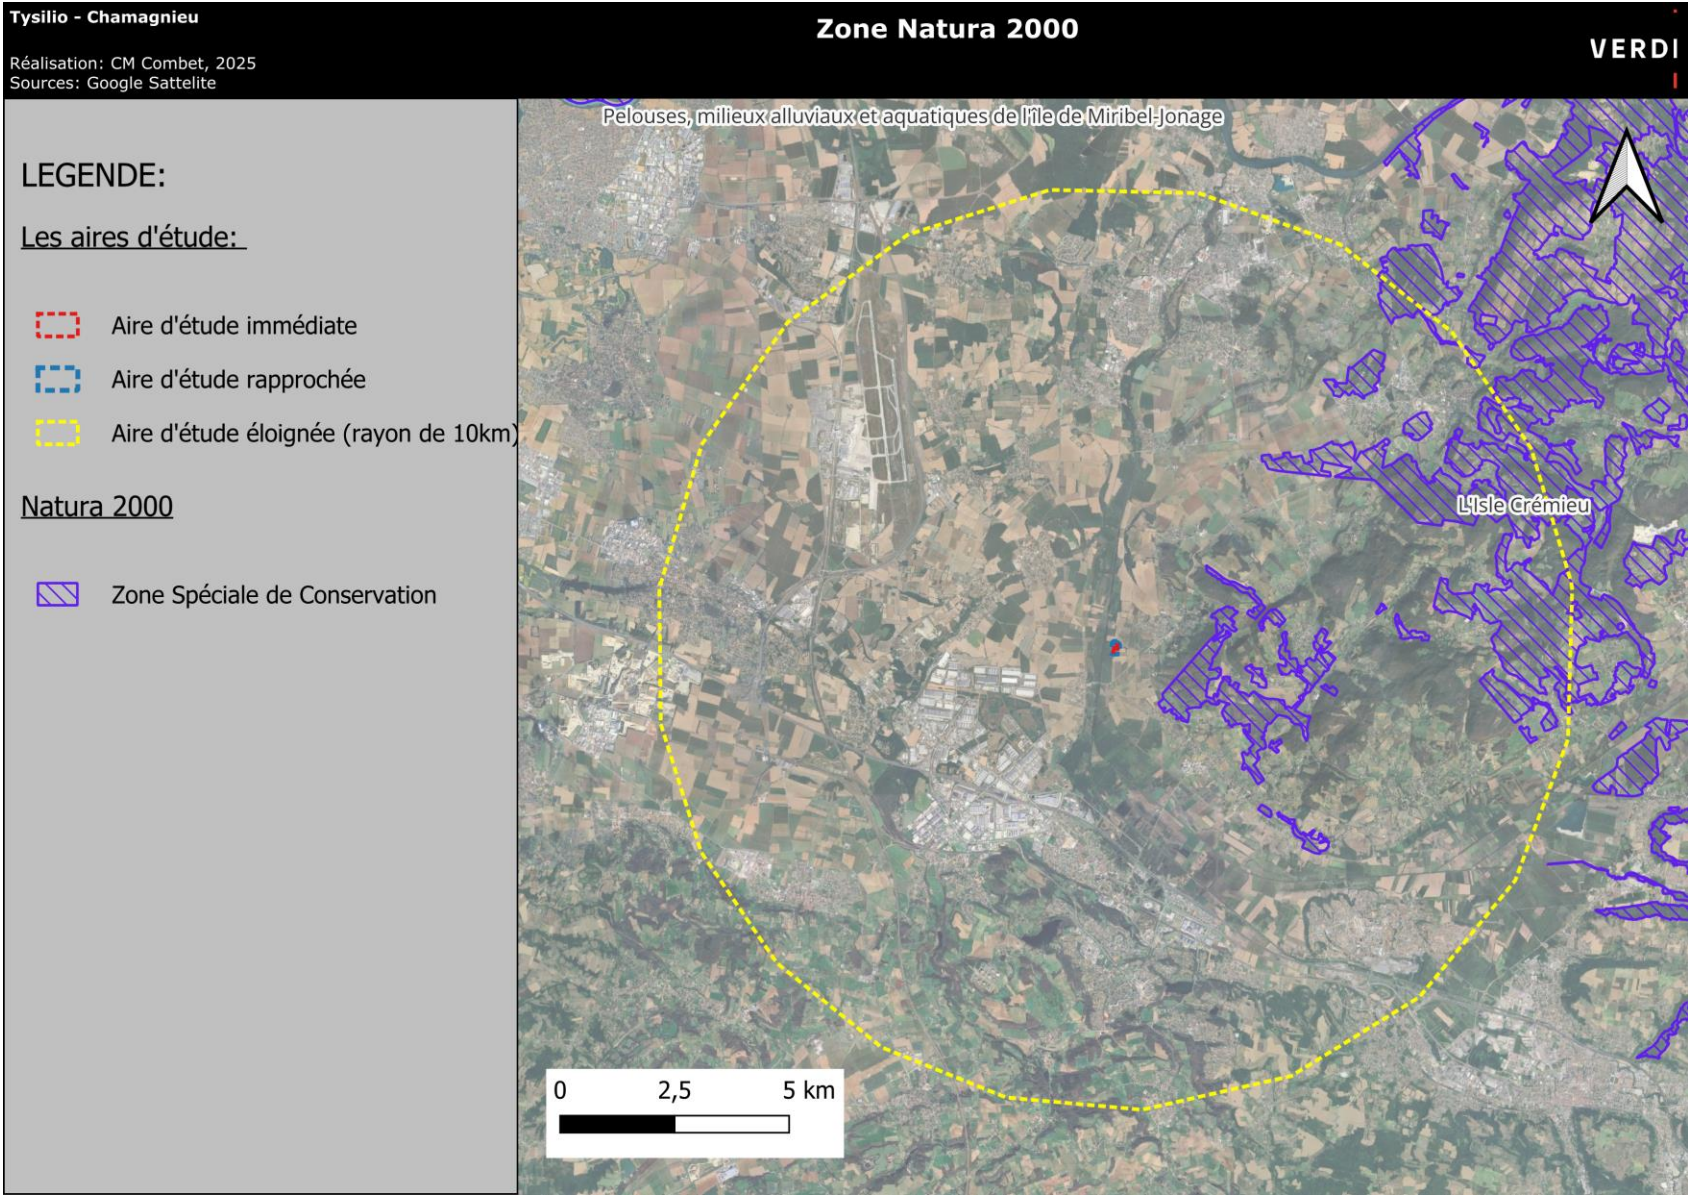 Tysilio - Chamagnieu
Réalisation: CM Combet, 2025
Sources: Google Sattelite
Zone Natura 2000
VERDI
LEGENDE:
Les aires d'étude:
Aire d'étude immédiate
Aire d'étude rapprochée
Aire d'étude éloignée (rayon de 10km)
Natura 2000
Zone Spéciale de Conservation
Pelouses, milieux alluviaux et aquatiques de l'île de Miribel-Jonage
L'Isle Crémieu
0 2,5 5 km